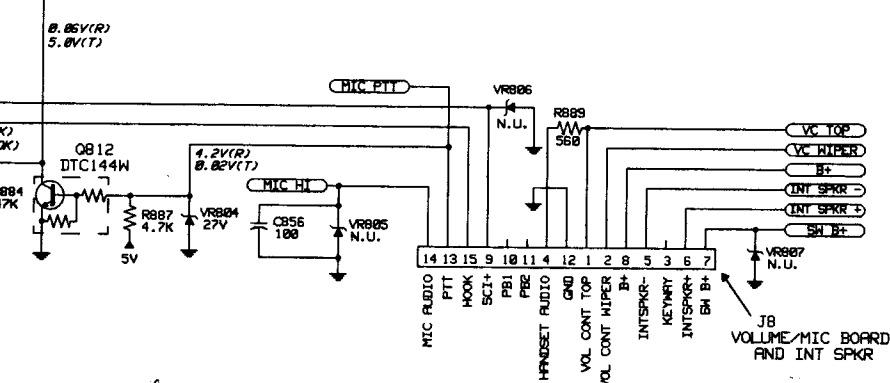 0.06V(R)
5.0V(T)
MIC PTT
VR806
N.U.
R889
560
VC TOP
VC WIPER
B+
INT SPKR -
INT SPKR +
SW B+
Q812
DTC144W
4.2V(R)
0.02V(T)
MIC HI
884
47K
R887
4.7K
5V
VR804
27V
C856
100
VR805
N.U.
VR807
N.U.
14 13 15 9 10 11 4 12 1 2 8 5 3 6 7
MIC AUDIO
PTT
HOOK
SCI+
PB1
PB2
HANDSET AUDIO
GND
VOL CONT TOP
VOL CONT WIPER
B+
INTSPKR-
KEYWAY
INTSPKR+
SW B+
J8
VOLUME/MIC BOARD
AND INT SPKR